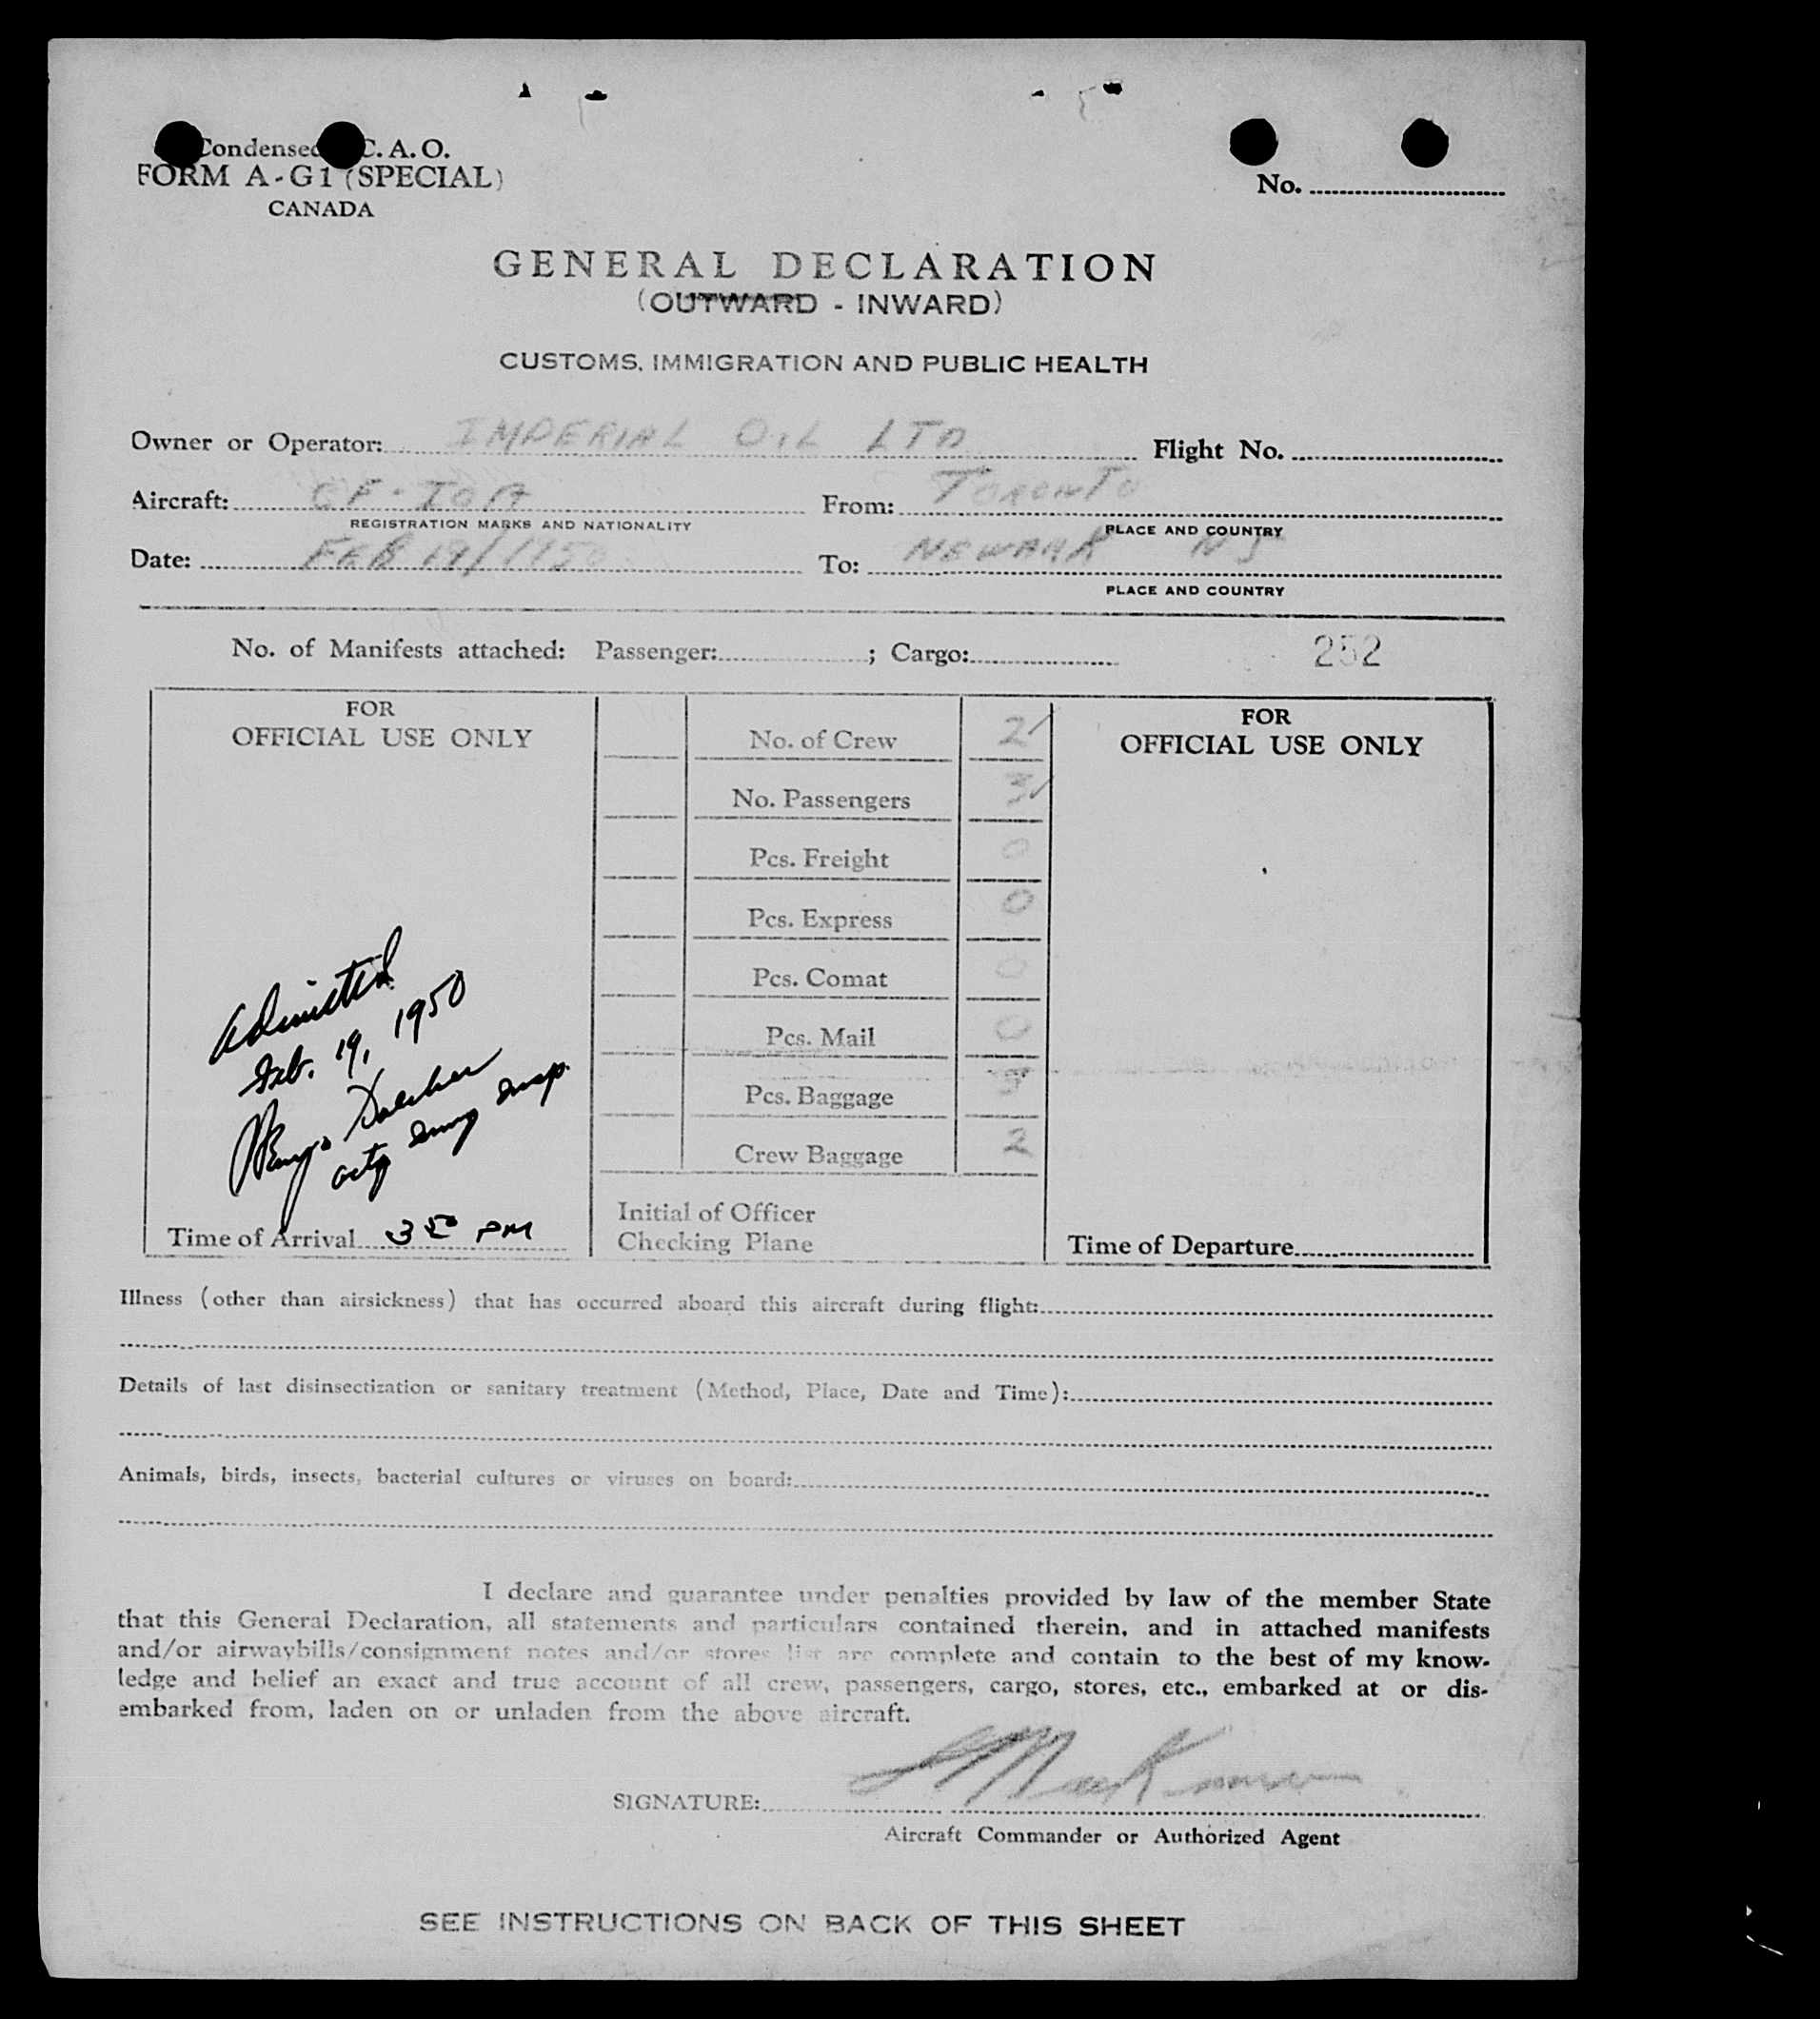 Condensed C. A. O.
FORM A-G1 (SPECIAL)
CANADA
No.
GENERAL DECLARATION
(OUTWARD - INWARD)
CUSTOMS, IMMIGRATION AND PUBLIC HEALTH
Owner or Operator: IMPERIAL OIL LTD Flight No.
Aircraft: CF-IOA From: TORONTO
REGISTRATION MARKS AND NATIONALITY PLACE AND COUNTRY
Date: FEB 19/1950 To: NEWARK NJ
PLACE AND COUNTRY
No. of Manifests attached: Passenger: ; Cargo: 252
FOR
OFFICIAL USE ONLY
Admitted
Feb. 19, 1950
actg Immg Insp.
Time of Arrival 3 50 PM
No. of Crew 2
No. Passengers 3
Pcs. Freight 0
Pcs. Express 0
Pcs. Comat 0
Pcs. Mail 0
Pcs. Baggage
Crew Baggage 2
Initial of Officer
Checking Plane
FOR
OFFICIAL USE ONLY
Time of Departure
Illness (other than airsickness) that has occurred aboard this aircraft during flight:
Details of last disinsectization or sanitary treatment (Method, Place, Date and Time):
Animals, birds, insects, bacterial cultures or viruses on board:
I declare and guarantee under penalties provided by law of the member State
that this General Declaration, all statements and particulars contained therein, and in attached manifests
and/or airwaybills/consignment notes and/or stores list are complete and contain to the best of my know-
ledge and belief an exact and true account of all crew, passengers, cargo, stores, etc., embarked at or dis-
embarked from, laden on or unladen from the above aircraft.
SIGNATURE:
Aircraft Commander or Authorized Agent
SEE INSTRUCTIONS ON BACK OF THIS SHEET